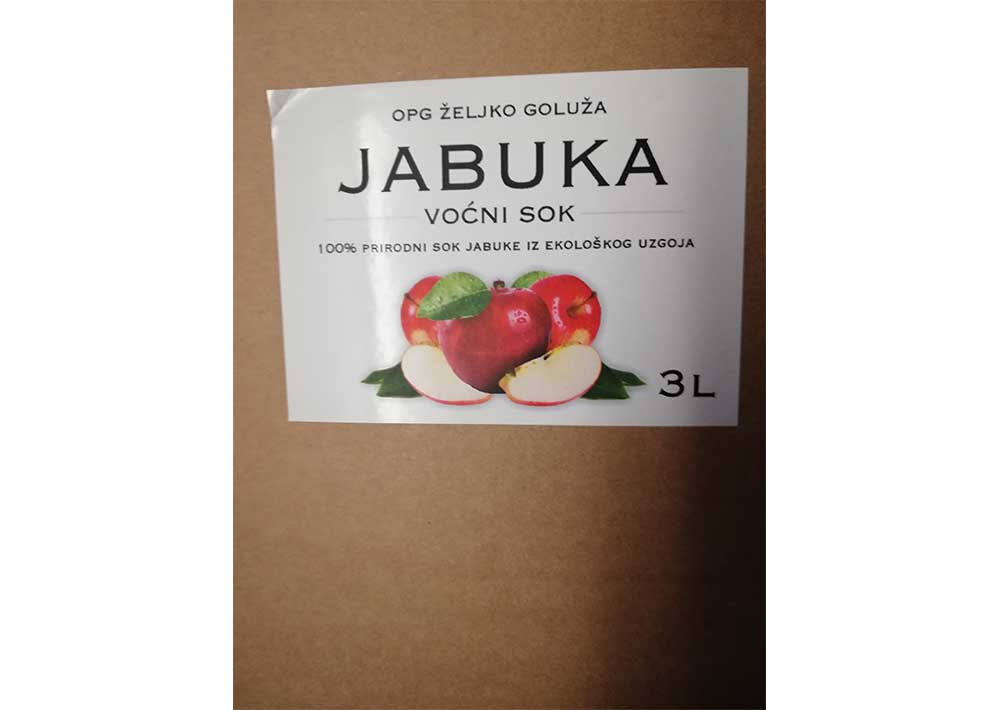 OPG ŽELJKO GOLUŽA
JABUKA
VOĆNI SOK
100% PRIRODNI SOK JABUKE IZ EKOLOŠKOG UZGOJA
3L